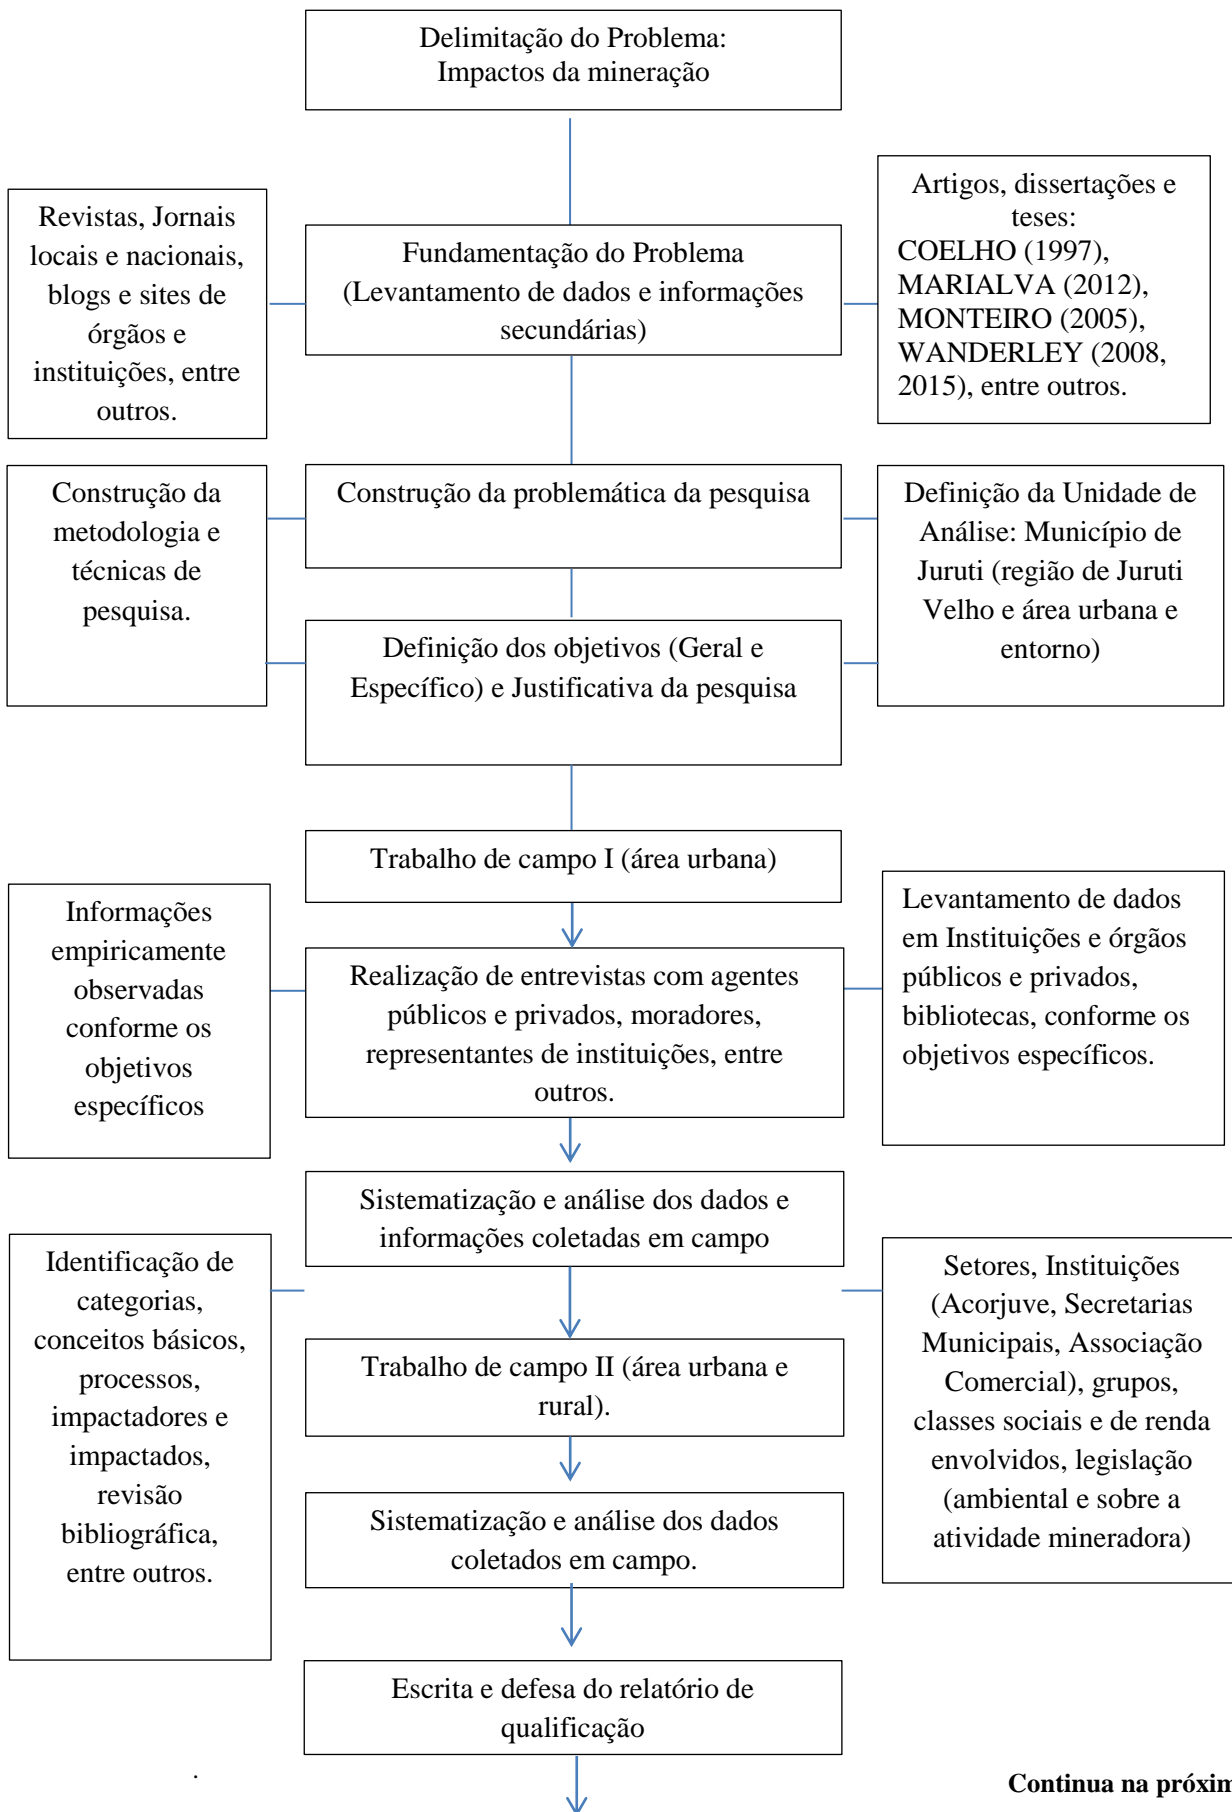 Delimitação do Problema:
Impactos da mineração
Revistas, Jornais
locais e nacionais,
blogs e sites de
órgãos e
instituições, entre
outros.
Fundamentação do Problema
(Levantamento de dados e informações
secundárias)
Artigos, dissertações e
teses:
COELHO (1997),
MARIALVA (2012),
MONTEIRO (2005),
WANDERLEY (2008,
2015), entre outros.
Construção da
metodologia e
técnicas de
pesquisa.
Construção da problemática da pesquisa
Definição da Unidade de
Análise: Município de
Juruti (região de Juruti
Velho e área urbana e
entorno)
Definição dos objetivos (Geral e
Específico) e Justificativa da pesquisa
Trabalho de campo I (área urbana)
Informações
empiricamente
observadas
conforme os
objetivos
específicos
Realização de entrevistas com agentes
públicos e privados, moradores,
representantes de instituições, entre
outros.
Levantamento de dados
em Instituições e órgãos
públicos e privados,
bibliotecas, conforme os
objetivos específicos.
Sistematização e análise dos dados e
informações coletadas em campo
Identificação de
categorias,
conceitos básicos,
processos,
impactadores e
impactados,
revisão
bibliográfica,
entre outros.
Trabalho de campo II (área urbana e
rural).
Setores, Instituições
(Acorjuve, Secretarias
Municipais, Associação
Comercial), grupos,
classes sociais e de renda
envolvidos, legislação
(ambiental e sobre a
atividade mineradora)
Sistematização e análise dos dados
coletados em campo.
Escrita e defesa do relatório de
qualificação
.
Continua na próxim